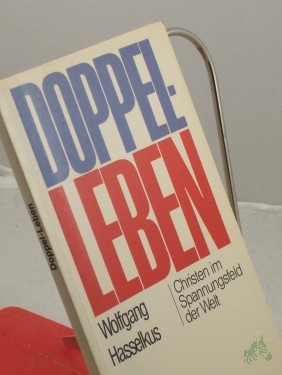 DOPPEL-
LEBEN
Wolfgang
Hasselkus
Christen im
Spannungsfeld
der Welt
Doppel-Leben